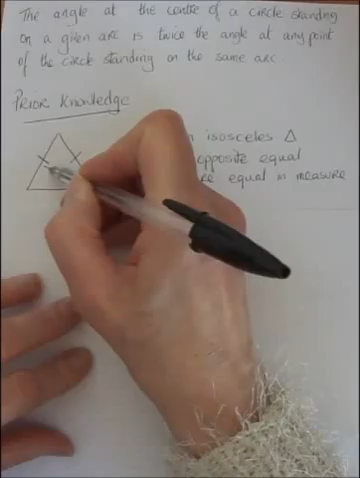 The angle at the centre of a circle standing
on a given arc is twice the angle at any point
of the circle standing on the same arc.
Prior Knowledge
isosceles Δ
opposite equal
equal in measure